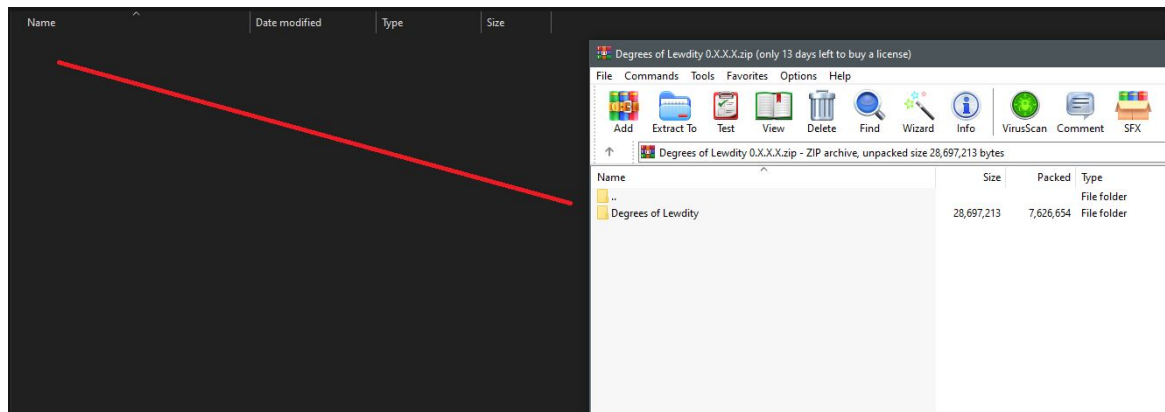 Name Date modified Type Size
Degrees of Lewdity 0.X.X.X.zip (only 13 days left to buy a license)
File Commands Tools Favorites Options Help
Add Extract To Test View Delete Find Wizard Info VirusScan Comment SFX
Degrees of Lewdity 0.X.X.X.zip - ZIP archive, unpacked size 28,697,213 bytes
Name Size Packed Type
.. File folder
Degrees of Lewdity 28,697,213 7,626,654 File folder